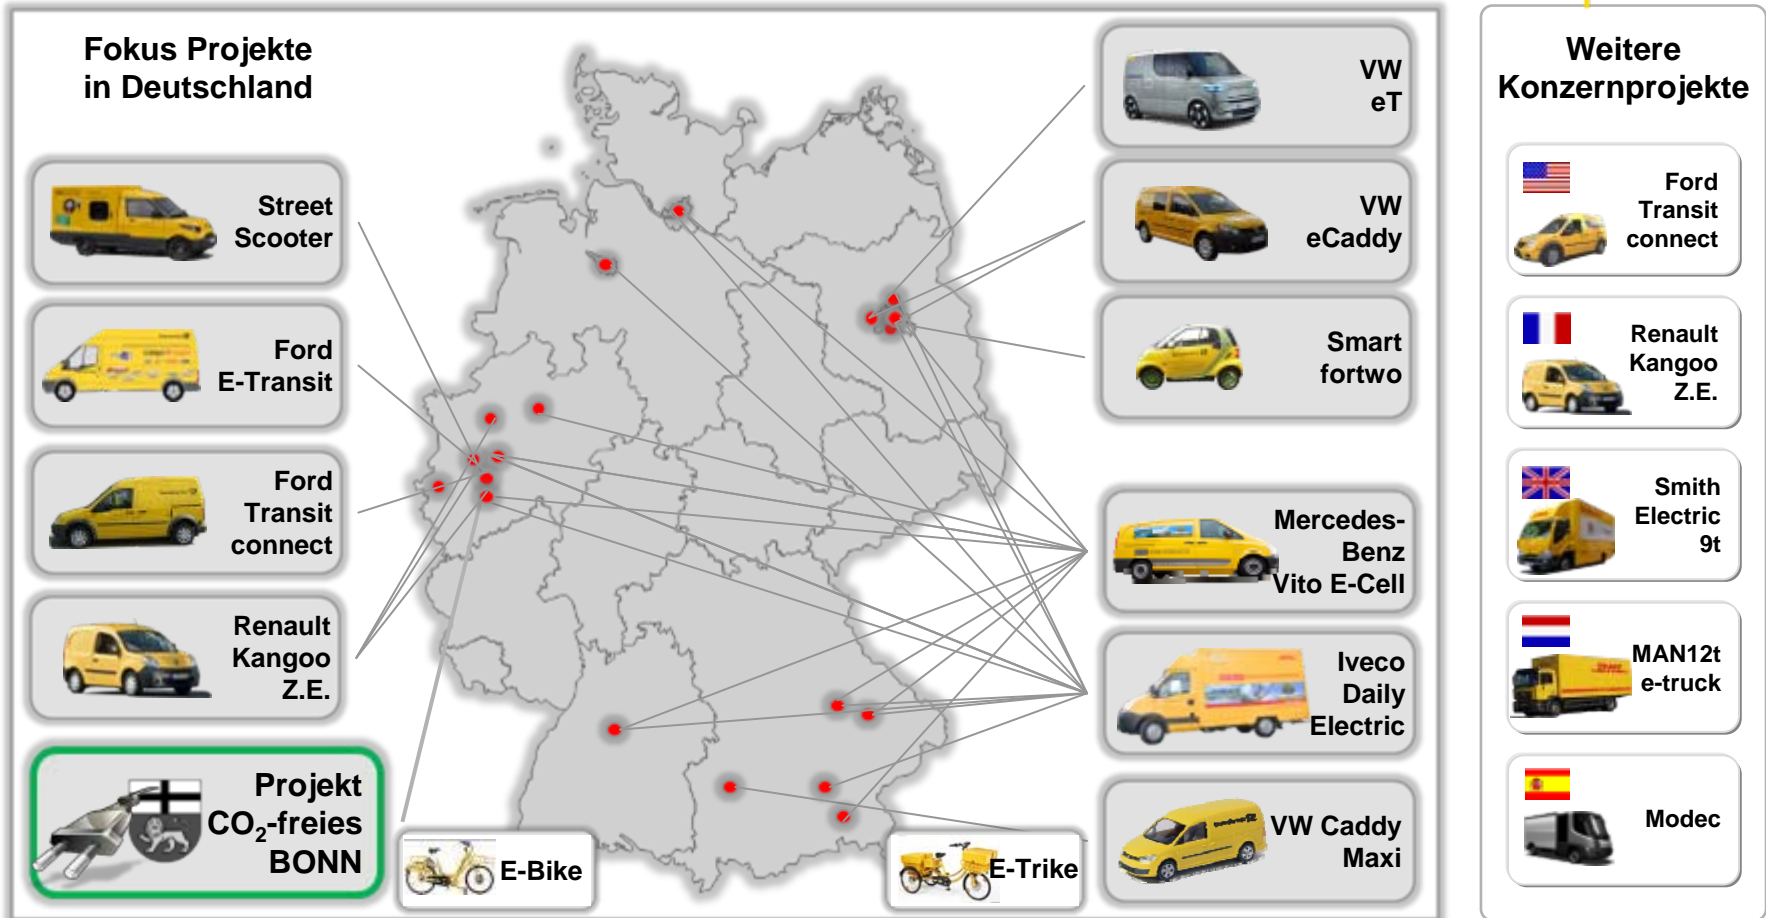 Fokus Projekte
in Deutschland
Street
Scooter
Ford
E-Transit
Ford
Transit
connect
Renault
Kangoo
Z.E.
Projekt
CO₂-freies
BONN
E-Bike
E-Trike
VW
eT
VW
eCaddy
Smart
fortwo
Mercedes-
Benz
Vito E-Cell
Iveco
Daily
Electric
VW Caddy
Maxi
Weitere
Konzernprojekte
Ford
Transit
connect
Renault
Kangoo
Z.E.
Smith
Electric
9t
MAN12t
e-truck
Modec